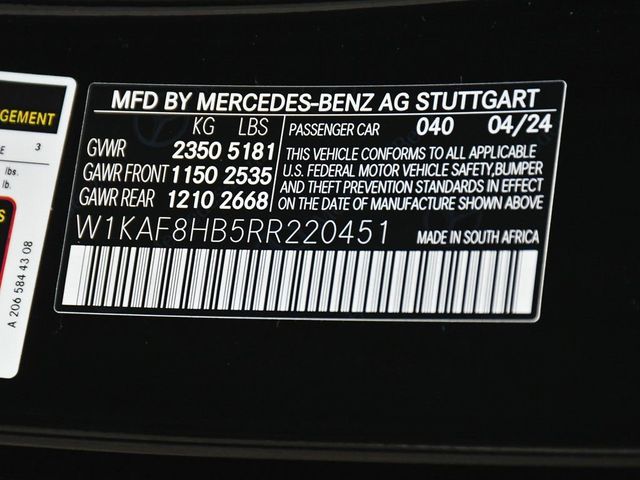 GEMENT
3
lbs.
lb.
A 206 584 43 08
MFD BY MERCEDES-BENZ AG STUTTGART
KG LBS
GVWR 2350 5181
GAWR FRONT 1150 2535
GAWR REAR 1210 2668
PASSENGER CAR 040 04/24
THIS VEHICLE CONFORMS TO ALL APPLICABLE
U.S. FEDERAL MOTOR VEHICLE SAFETY,BUMPER
AND THEFT PREVENTION STANDARDS IN EFFECT
ON THE DATE OF MANUFACTURE SHOWN ABOVE
W1KAF8HB5RR220451
MADE IN SOUTH AFRICA